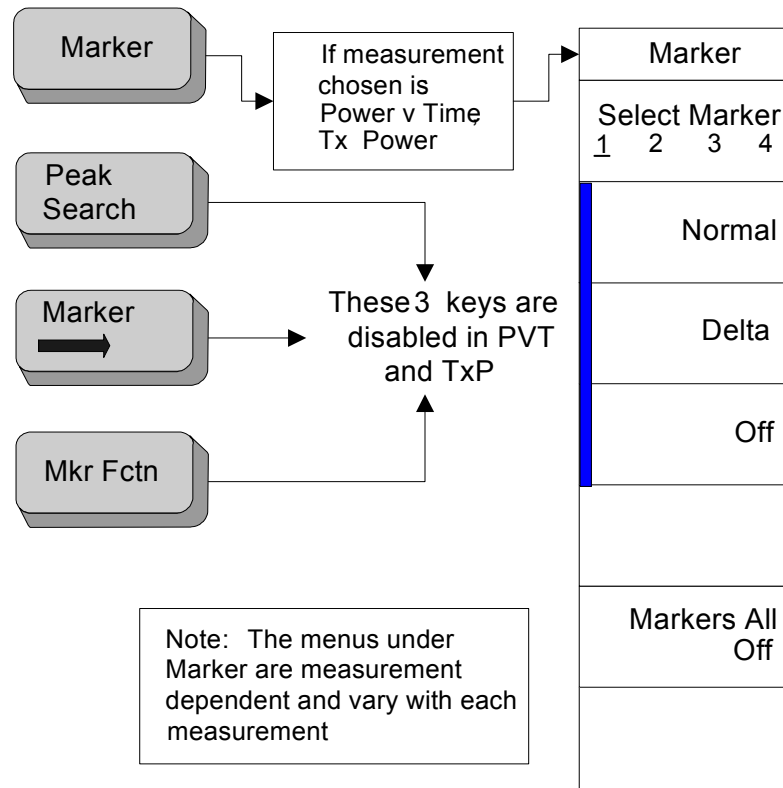 Marker
If measurement
chosen is
Power v Time,
Tx Power
Marker
Select Marker
1 2 3 4
Normal
Delta
Off
Markers All
Off
Peak
Search
Marker
Mkr Fctn
These 3 keys are
disabled in PVT
and TxP
Note: The menus under
Marker are measurement
dependent and vary with each
measurement